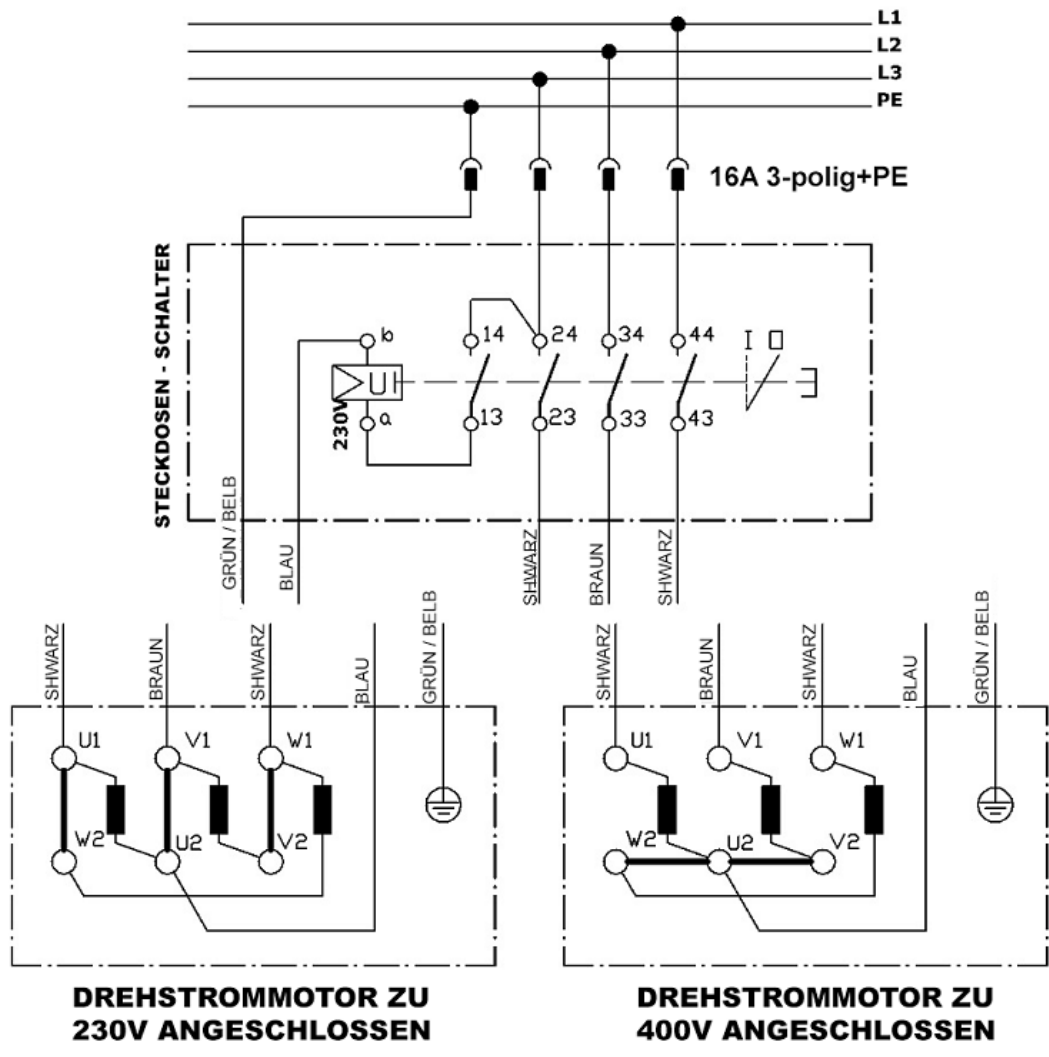 L1
L2
L3
PE
16A 3-polig+PE
STECKDOSEN - SCHALTER
b
14
24
34
44
I
U
230V
a
13
23
33
43
GRÜN / BELB
BLAU
SHWARZ
BRAUN
SHWARZ
SHWARZ
BRAUN
SHWARZ
BLAU
GRÜN / BELB
SHWARZ
BRAUN
SHWARZ
BLAU
GRÜN / BELB
U1
V1
W1
W2
U2
V2
U1
V1
W1
W2
U2
V2
DREHSTROMMOTOR ZU
230V ANGESCHLOSSEN
DREHSTROMMOTOR ZU
400V ANGESCHLOSSEN